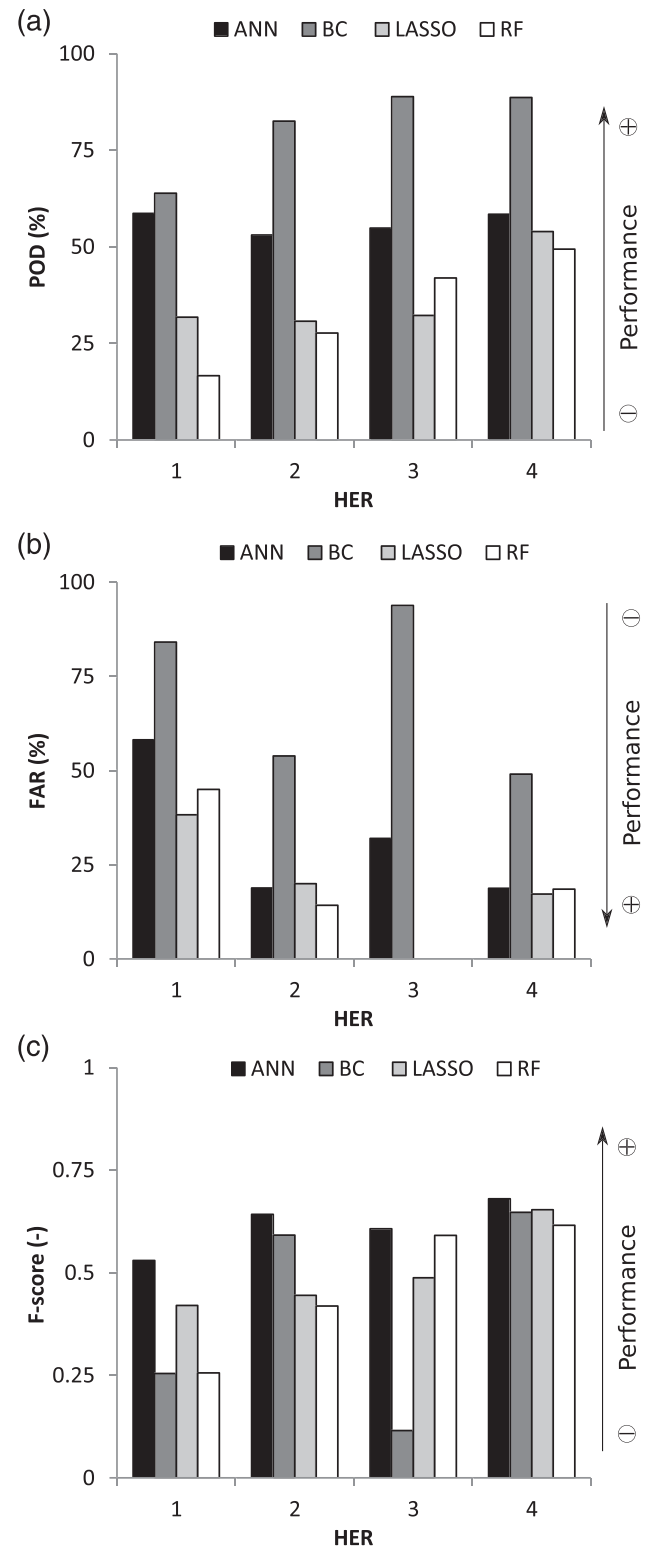 (a)
ANN BC LASSO RF
100
75
50
25
0
POD (%)
1 2 3 4
HER
⊕
Performance
⊖
(b)
ANN BC LASSO RF
100
75
50
25
0
FAR (%)
1 2 3 4
HER
⊖
Performance
⊕
(c)
ANN BC LASSO RF
1
0.75
0.5
0.25
0
F-score (-)
1 2 3 4
HER
⊕
Performance
⊖